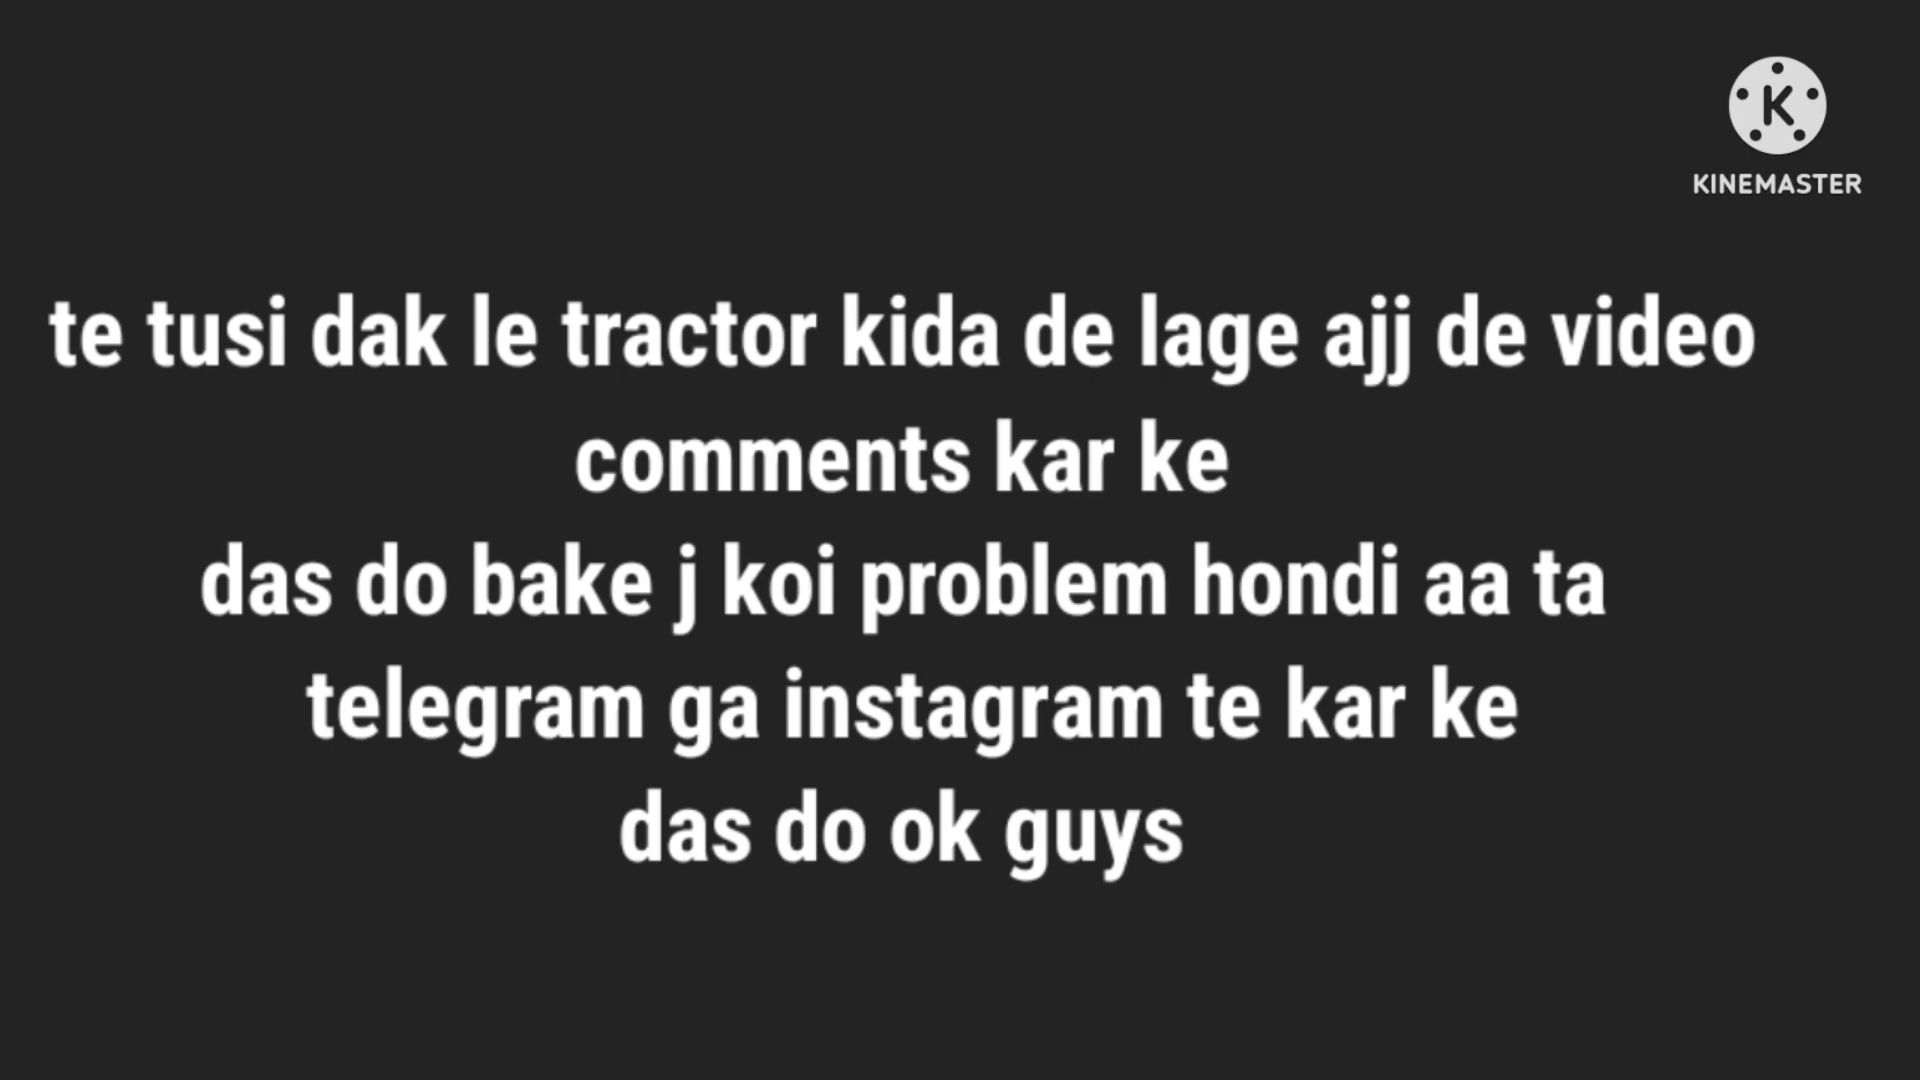 KINEMASTER
te tusi dak le tractor kida de lage ajj de video
comments kar ke
das do bake j koi problem hondi aa ta
telegram ga instagram te kar ke
das do ok guys